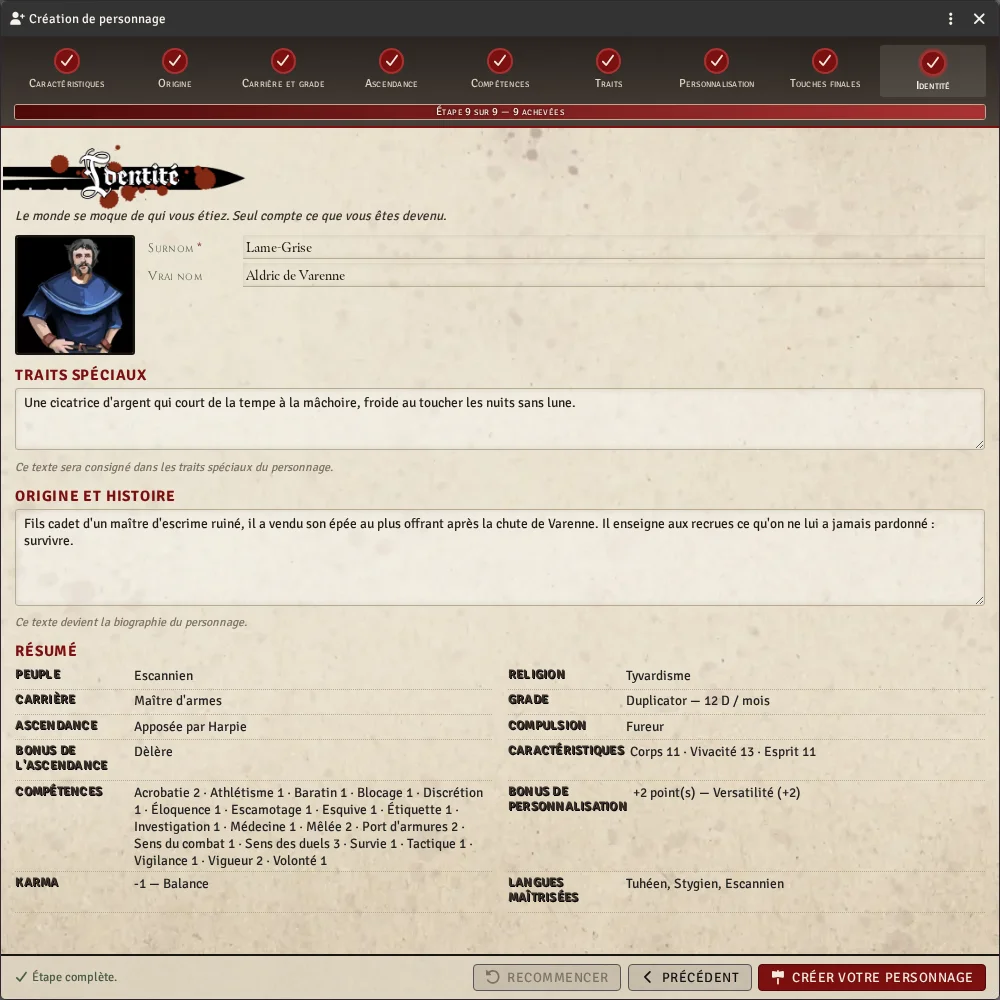 Création de personnage
Caractéristiques
Origine
Carrière et grade
Ascendance
Compétences
Traits
Personnalisation
Touches finales
Identité
Étape 9 sur 9 — 9 achevées
Identité
Le monde se moque de qui vous étiez. Seul compte ce que vous êtes devenu.
Surnom *
Lame-Grise
Vrai nom
Aldric de Varenne
TRAITS SPÉCIAUX
Une cicatrice d'argent qui court de la tempe à la mâchoire, froide au toucher les nuits sans lune.
Ce texte sera consigné dans les traits spéciaux du personnage.
ORIGINE ET HISTOIRE
Fils cadet d'un maître d'escrime ruiné, il a vendu son épée au plus offrant après la chute de Varenne. Il enseigne aux recrues ce qu'on ne lui a jamais pardonné :
survivre.
Ce texte devient la biographie du personnage.
RÉSUMÉ
PEUPLE Escannien
RELIGION Tyvardisme
CARRIÈRE Maître d'armes
GRADE Duplicator — 12 D / mois
ASCENDANCE Apposée par Harpie
COMPULSION Fureur
BONUS DE
L'ASCENDANCE
Dèlère
CARACTÉRISTIQUES Corps 11 · Vivacité 13 · Esprit 11
COMPÉTENCES
Acrobatie 2 · Athlétisme 1 · Baratin 1 · Blocage 1 · Discrétion
1 · Éloquence 1 · Escamotage 1 · Esquive 1 · Étiquette 1 ·
Investigation 1 · Médecine 1 · Mêlée 2 · Port d'armures 2 ·
Sens du combat 1 · Sens des duels 3 · Survie 1 · Tactique 1 ·
Vigilance 1 · Vigueur 2 · Volonté 1
BONUS DE
PERSONNALISATION
+2 point(s) — Versatilité (+2)
KARMA -1 — Balance
LANGUES
MAÎTRISÉES
Tuhéen, Stygien, Escannien
Étape complète.
RECOMMENCER
PRÉCÉDENT
CRÉER VOTRE PERSONNAGE